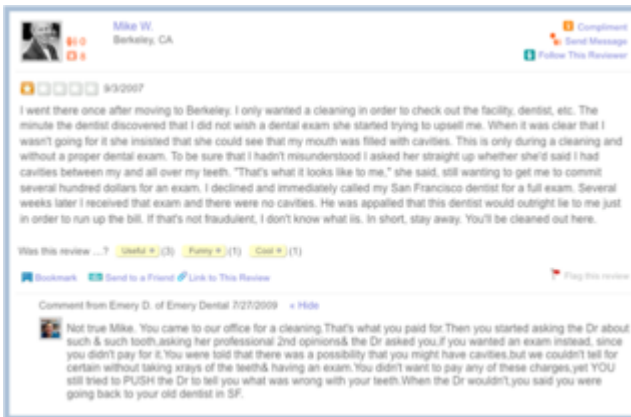 Mike W.
Berkeley, CA
0
8
Compliment
Send Message
Follow This Reviewer
9/3/2007
I went there once after moving to Berkeley. I only wanted a cleaning in order to check out the facility, dentist, etc. The
minute the dentist discovered that I did not wish a dental exam she started trying to upsell me. When it was clear that I
wasn't going for it she insisted that she could see that my mouth was filled with cavities. This is only during a cleaning and
without a proper dental exam. To be sure that I hadn't misunderstood I asked her straight up whether she'd said I had
cavities between my and all over my teeth. "That's what it looks like to me," she said, still wanting to get me to commit
several hundred dollars for an exam. I declined and immediately called my San Francisco dentist for a full exam. Several
weeks later I received that exam and there were no cavities. He was appalled that this dentist would outright lie to me just
in order to run up the bill. If that's not fraudulent, I don't know what iis. In short, stay away. You'll be cleaned out here.
Was this review ...? Useful (3) Funny (1) Cool (1)
Bookmark Send to a Friend Link to This Review Flag this review
Comment from Emery D. of Emery Dental 7/27/2009 « Hide
Not true Mike. You came to our office for a cleaning.That's what you paid for.Then you started asking the Dr about
such & such tooth,asking her professional 2nd opinions& the Dr asked you,if you wanted an exam instead, since
you didn't pay for it.You were told that there was a possibility that you might have cavities,but we couldn't tell for
certain without taking xrays of the teeth& having an exam.You didn't want to pay any of these charges,yet YOU
still tried to PUSH the Dr to tell you what was wrong with your teeth.When the Dr wouldn't,you said you were
going back to your old dentist in SF.